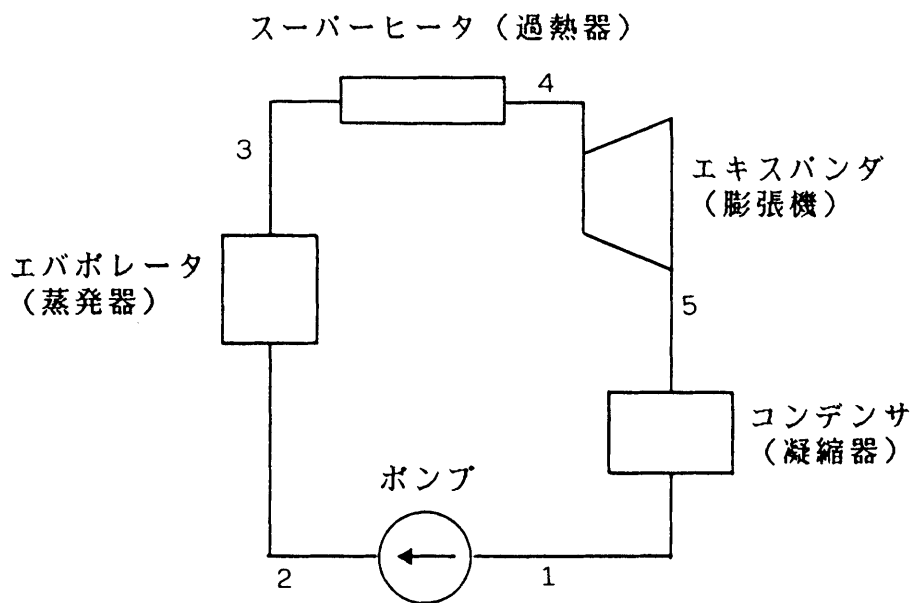 スーパーヒータ(過熱器)
4
3
エキスパンダ
(膨張機)
エバポレータ
(蒸発器)
5
コンデンサ
(凝縮器)
ポンプ
2
1